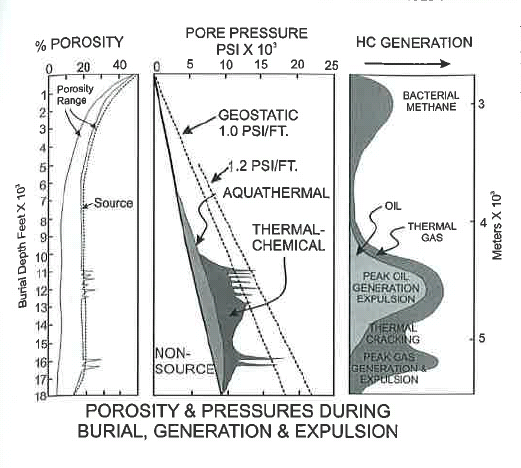 % POROSITY
0 20 40
Porosity
Range
Source
Burial Depth Feet X 10³
1
2
3
4
5
6
7
8
9
10
11
12
13
14
15
16
17
18
PORE PRESSURE
PSI X 10³
0 5 10 15 20 25
GEOSTATIC
1.0 PSI/FT.
1.2 PSI/FT.
AQUATHERMAL
THERMAL-
CHEMICAL
NON-
SOURCE
HC GENERATION
BACTERIAL
METHANE
OIL
THERMAL
GAS
PEAK OIL
GENERATION
EXPULSION
THERMAL
CRACKING
PEAK GAS
GENERATION &
EXPULSION
3
4
5
Meters X 10³
POROSITY & PRESSURES DURING
BURIAL, GENERATION & EXPULSION